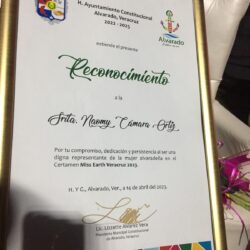 H. Ayuntamiento Constitucional
Alvarado, Veracruz
2022 - 2025
Alvarado
extiende el presente
Reconocimiento
a la
Srita. Naomy Cámara Ortiz
Por tu compromiso, dedicación y persistencia al ser una
digna representante de la mujer alvaradeña en el
Certamen Miss Earth Veracruz 2023.
H. Y G., Alvarado, Ver., a 14 de abril del 2023.
Lic. Lizzette Álvarez Vera
Presidenta Municipal Constitucional
de Alvarado, Veracruz